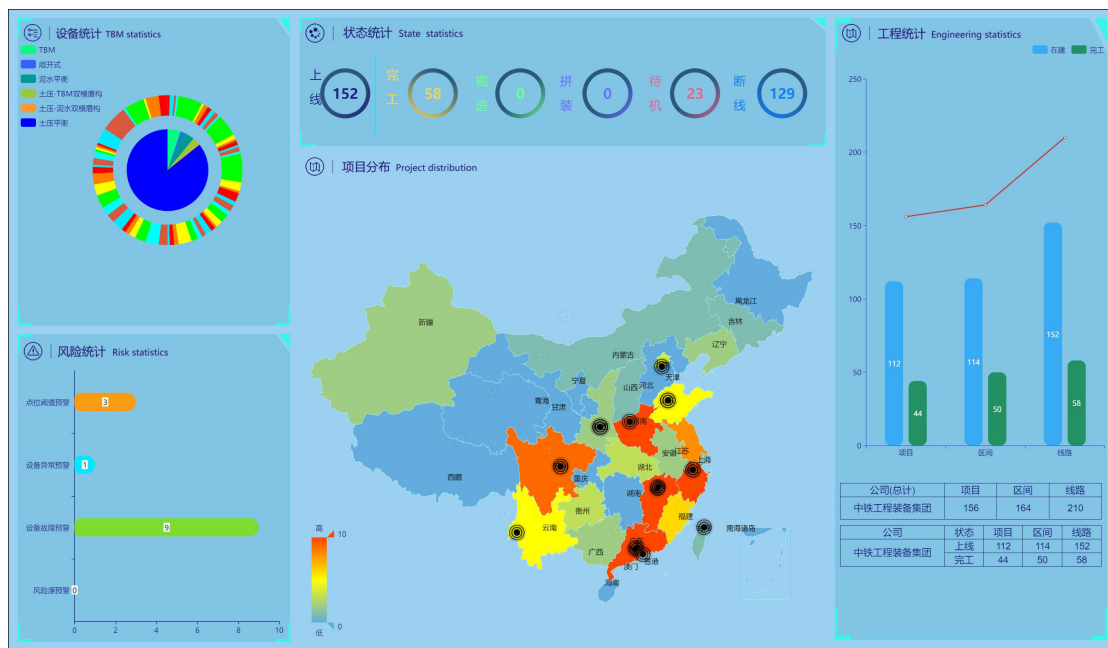 设备统计 TBM statistics
TBM
敞开式
泥水平衡
土压-TBM双模盾构
土压-泥水双模盾构
土压平衡
状态统计 State statistics
上线 152
完工 58
掘进 0
拼装 0
待机 23
断线 129
项目分布 Project distribution
黑龙江
吉林
新疆
辽宁
内蒙古
天津
宁夏
山西
河北
青海
甘肃
河南
安徽
江苏
上海
西藏
重庆
湖北
湖南
贵州
福建
云南
南海诸岛
广西
广东
澳门
香港
海南
高
10
0
低
风险统计 Risk statistics
点位阈值预警 3
设备异常预警 1
设备故障预警 9
风险源预警 0
0 2 4 6 8 10
工程统计 Engineering statistics
在建 完工
250
200
150
100
50
0
112
44
114
50
152
58
项目 区间 线路
公司(总计) 项目 区间 线路
中铁工程装备集团 156 164 210
公司 状态 项目 区间 线路
中铁工程装备集团 上线 112 114 152
完工 44 50 58